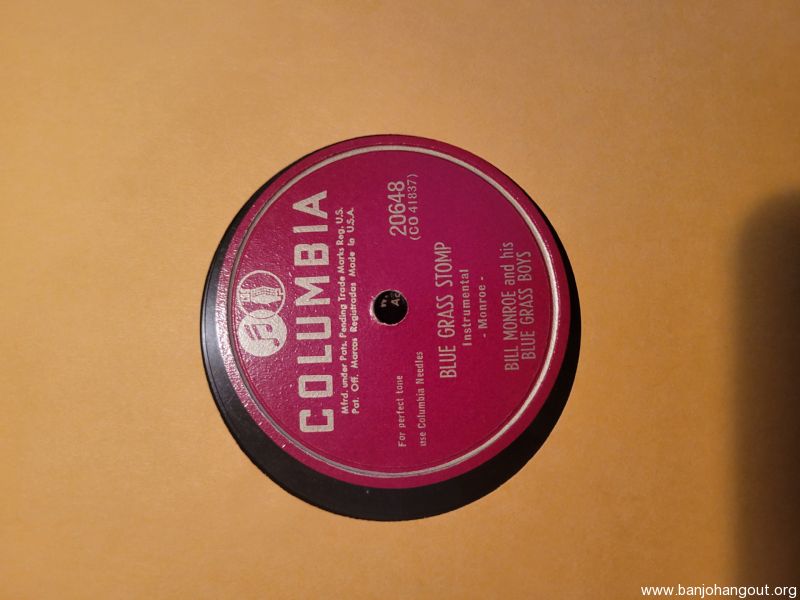 COLUMBIA
Mfrd. under Pats. Pending Trade Marks Reg. U.S.
Pat. Off. Marcas Registradas Made in U.S.A.
20648
(CO 41837)
For perfect tone
use Columbia Needles
BLUE GRASS STOMP
Instrumental
- Monroe -
BILL MONROE and his
BLUE GRASS BOYS
www.banjohangout.org